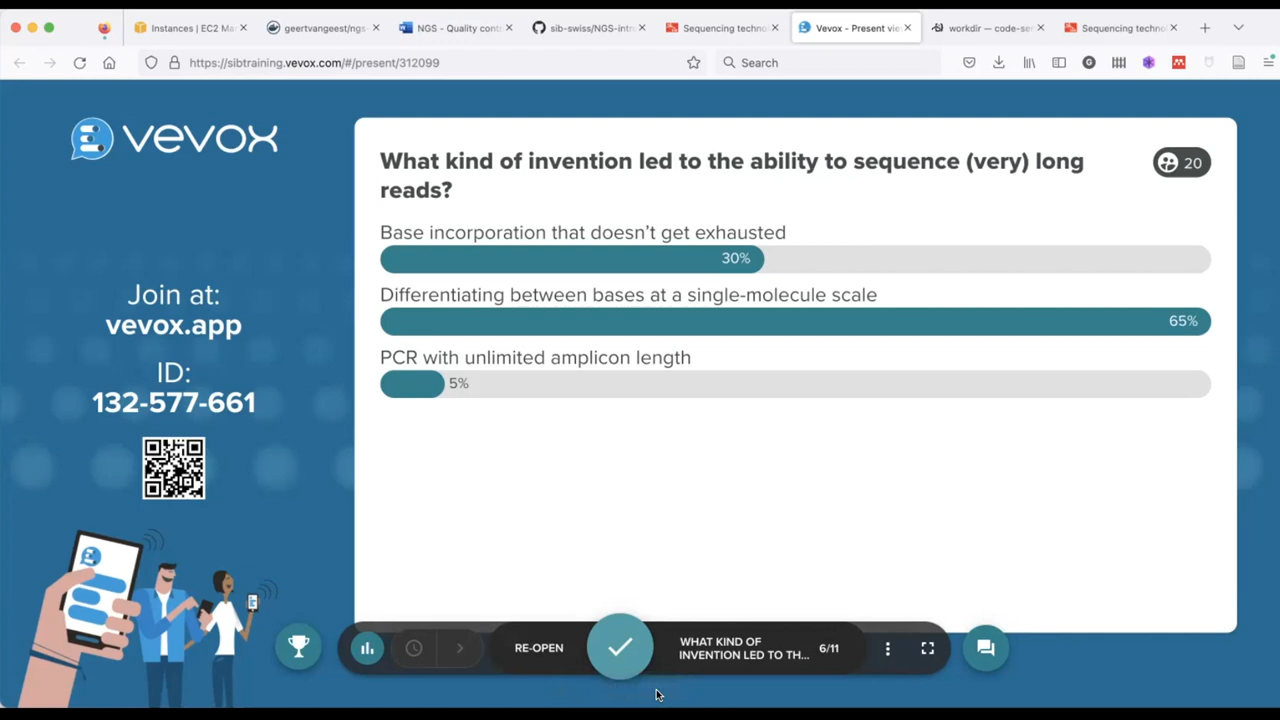 Instances | EC2 Ma
geertvangeest/ngs
NGS - Quality cont
sib-swiss/NGS-intr
Sequencing techno
Vevox - Present vie
workdir — code-ser
Sequencing techno
https://sibtraining.vevox.com/#/present/312099
Search
vevox
What kind of invention led to the ability to sequence (very) long
reads?
20
Base incorporation that doesn't get exhausted
30%
Differentiating between bases at a single-molecule scale
65%
PCR with unlimited amplicon length
5%
Join at:
vevox.app
ID:
132-577-661
RE-OPEN
WHAT KIND OF
INVENTION LED TO TH...
6/11